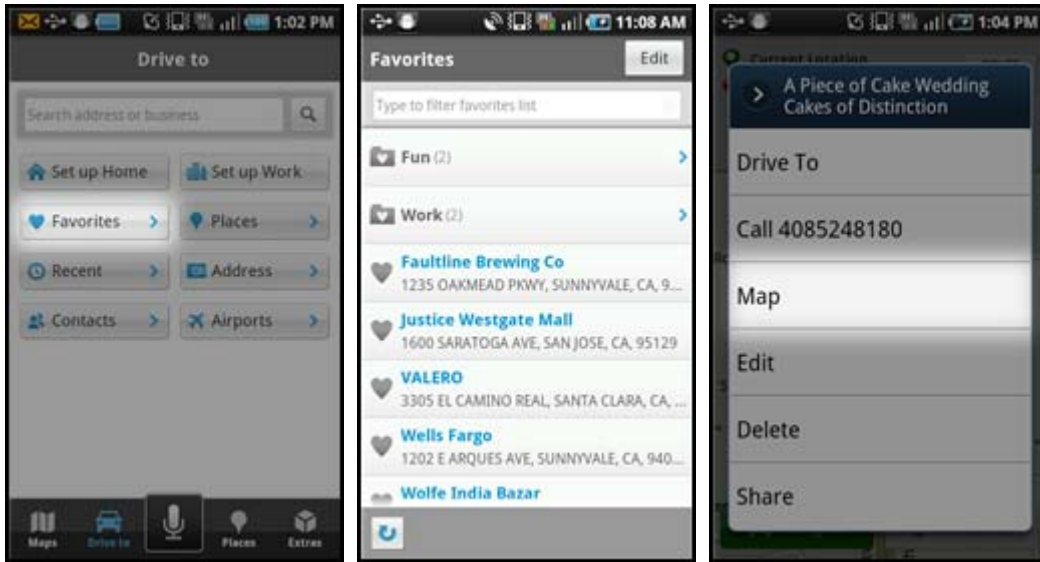 1:02 PM
Drive to
Search address or business
Set up Home
Set up Work
Favorites
Places
Recent
Address
Contacts
Airports
Maps
Drive to
Places
Extras
11:08 AM
Favorites
Edit
Type to filter favorites list
Fun (2)
Work (2)
Faultline Brewing Co
1235 OAKMEAD PKWY, SUNNYVALE, CA, 9...
Justice Westgate Mall
1600 SARATOGA AVE, SAN JOSE, CA, 95129
VALERO
3305 EL CAMINO REAL, SANTA CLARA, CA, ...
Wells Fargo
1202 E ARQUES AVE, SUNNYVALE, CA, 940...
Wolfe India Bazar
1:04 PM
Current Location
A Piece of Cake Wedding
Cakes of Distinction
Drive To
Call 4085248180
Map
Edit
Delete
Share